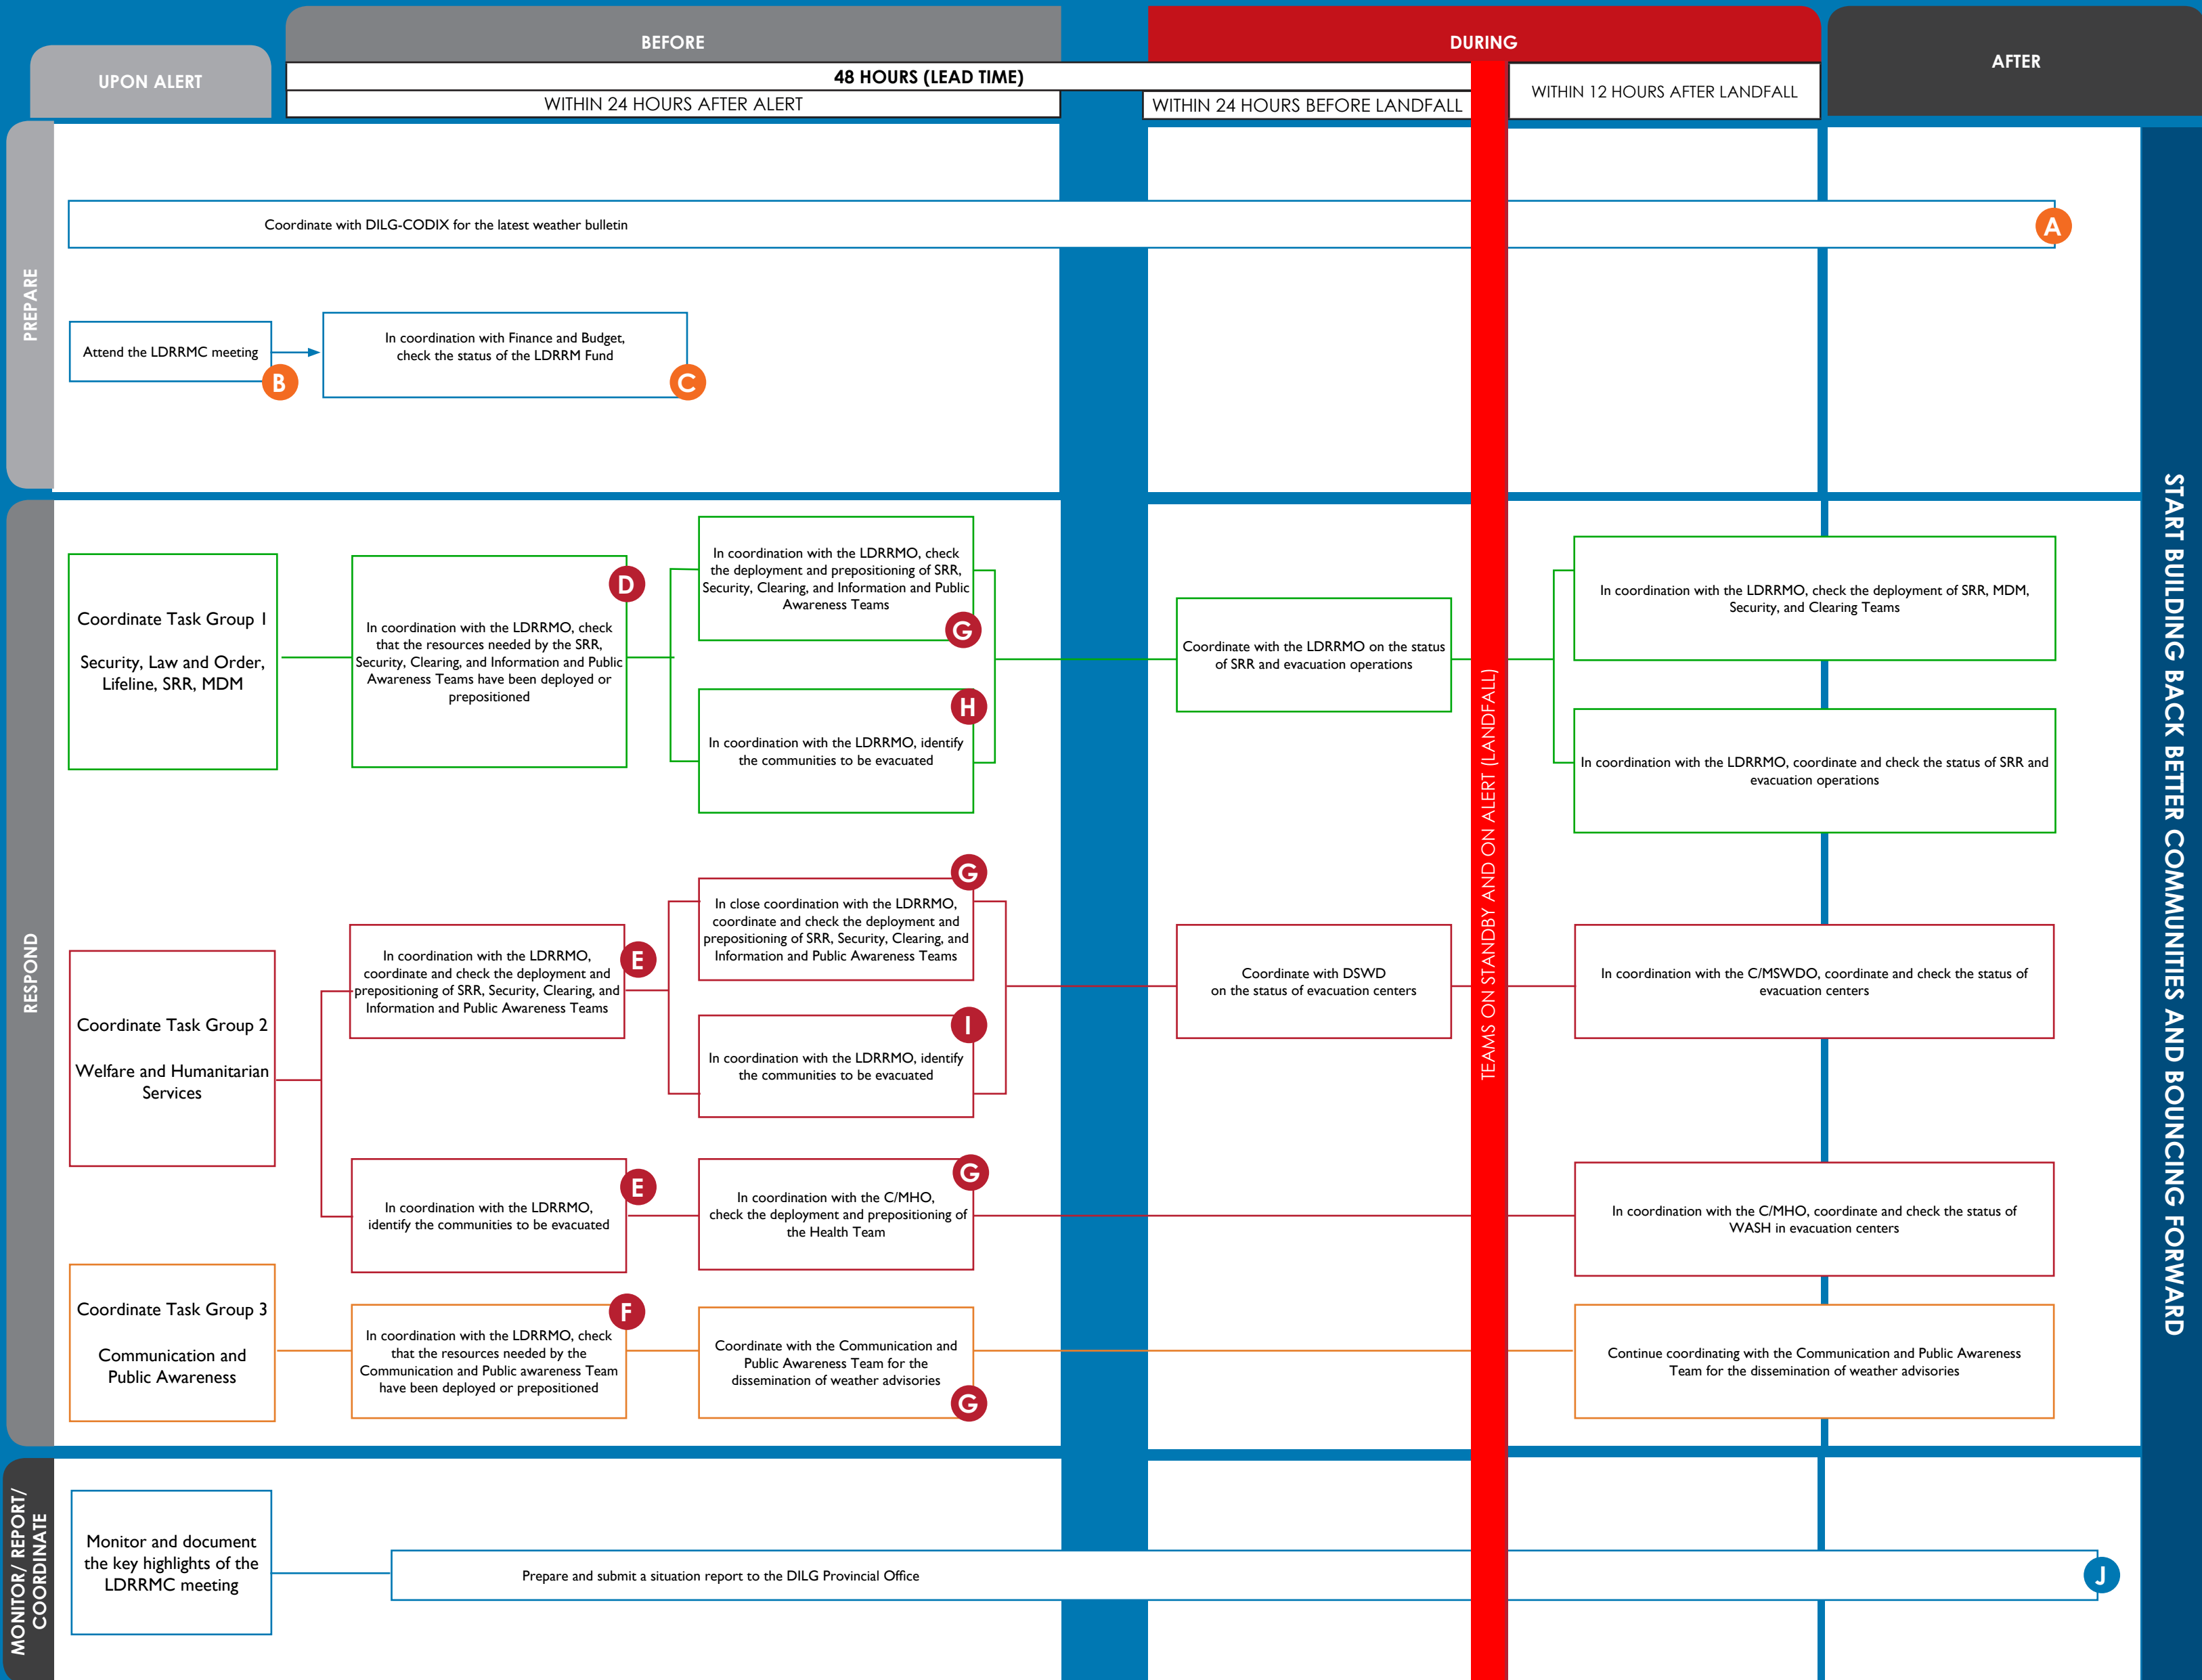 BEFORE
DURING
AFTER
UPON ALERT
48 HOURS (LEAD TIME)
WITHIN 24 HOURS AFTER ALERT
WITHIN 24 HOURS BEFORE LANDFALL
WITHIN 12 HOURS AFTER LANDFALL
PREPARE
Coordinate with DILG-CODIX for the latest weather bulletin
A
Attend the LDRRMC meeting
B
In coordination with Finance and Budget,
check the status of the LDRRM Fund
C
RESPOND
Coordinate Task Group 1
Security, Law and Order,
Lifeline, SRR, MDM
D
In coordination with the LDRRMO, check
that the resources needed by the SRR,
Security, Clearing, and Information and Public
Awareness Teams have been deployed or
prepositioned
In coordination with the LDRRMO, check
the deployment and prepositioning of SRR,
Security, Clearing, and Information and Public
Awareness Teams
G
H
In coordination with the LDRRMO, identify
the communities to be evacuated
Coordinate with the LDRRMO on the status
of SRR and evacuation operations
In coordination with the LDRRMO, check the deployment of SRR, MDM,
Security, and Clearing Teams
In coordination with the LDRRMO, coordinate and check the status of SRR and
evacuation operations
TEAMS ON STANDBY AND ON ALERT (LANDFALL)
Coordinate Task Group 2
Welfare and Humanitarian
Services
In coordination with the LDRRMO,
coordinate and check the deployment and
prepositioning of SRR, Security, Clearing, and
Information and Public Awareness Teams
E
G
In close coordination with the LDRRMO,
coordinate and check the deployment and
prepositioning of SRR, Security, Clearing, and
Information and Public Awareness Teams
I
In coordination with the LDRRMO, identify
the communities to be evacuated
Coordinate with DSWD
on the status of evacuation centers
In coordination with the C/MSWDO, coordinate and check the status of
evacuation centers
E
In coordination with the LDRRMO,
identify the communities to be evacuated
G
In coordination with the C/MHO,
check the deployment and prepositioning of
the Health Team
In coordination with the C/MHO, coordinate and check the status of
WASH in evacuation centers
Coordinate Task Group 3
Communication and
Public Awareness
F
In coordination with the LDRRMO, check
that the resources needed by the
Communication and Public awareness Team
have been deployed or prepositioned
Coordinate with the Communication and
Public Awareness Team for the
dissemination of weather advisories
G
Continue coordinating with the Communication and Public Awareness
Team for the dissemination of weather advisories
MONITOR/ REPORT/
COORDINATE
Monitor and document
the key highlights of the
LDRRMC meeting
Prepare and submit a situation report to the DILG Provincial Office
J
START BUILDING BACK BETTER COMMUNITIES AND BOUNCING FORWARD